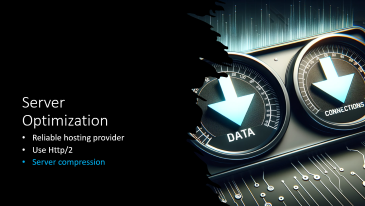 Server
Optimization
• Reliable hosting provider
• Use Http/2
• Server compression
DATA
CONNECTIONS